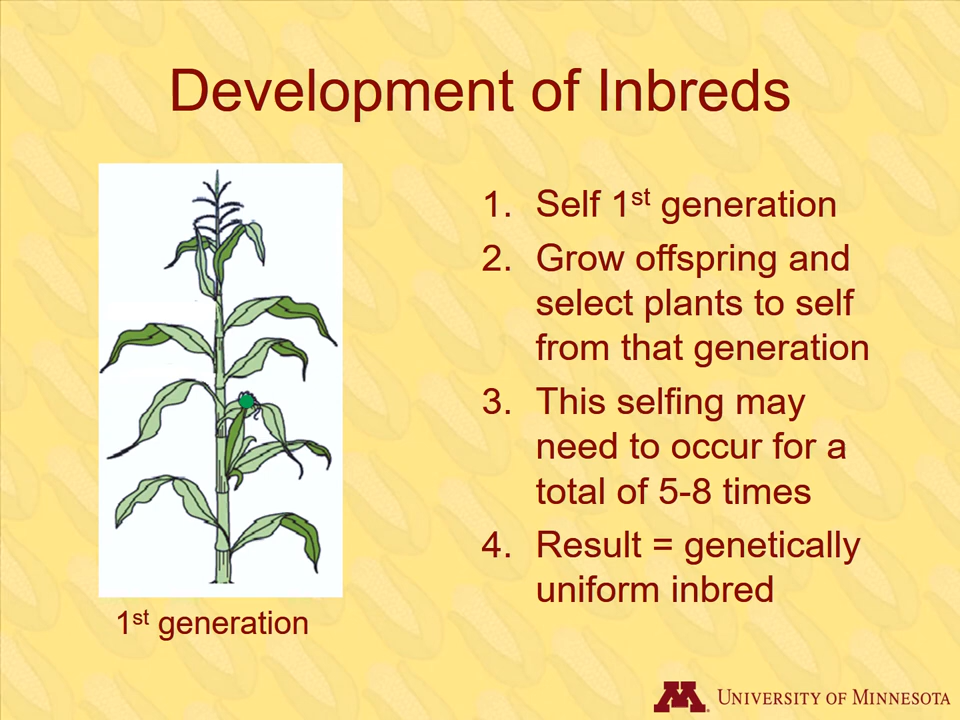 Development of Inbreds
1. Self 1st generation
2. Grow offspring and
select plants to self
from that generation
3. This selfing may
need to occur for a
total of 5-8 times
4. Result = genetically
uniform inbred
1st generation
M UNIVERSITY OF MINNESOTA